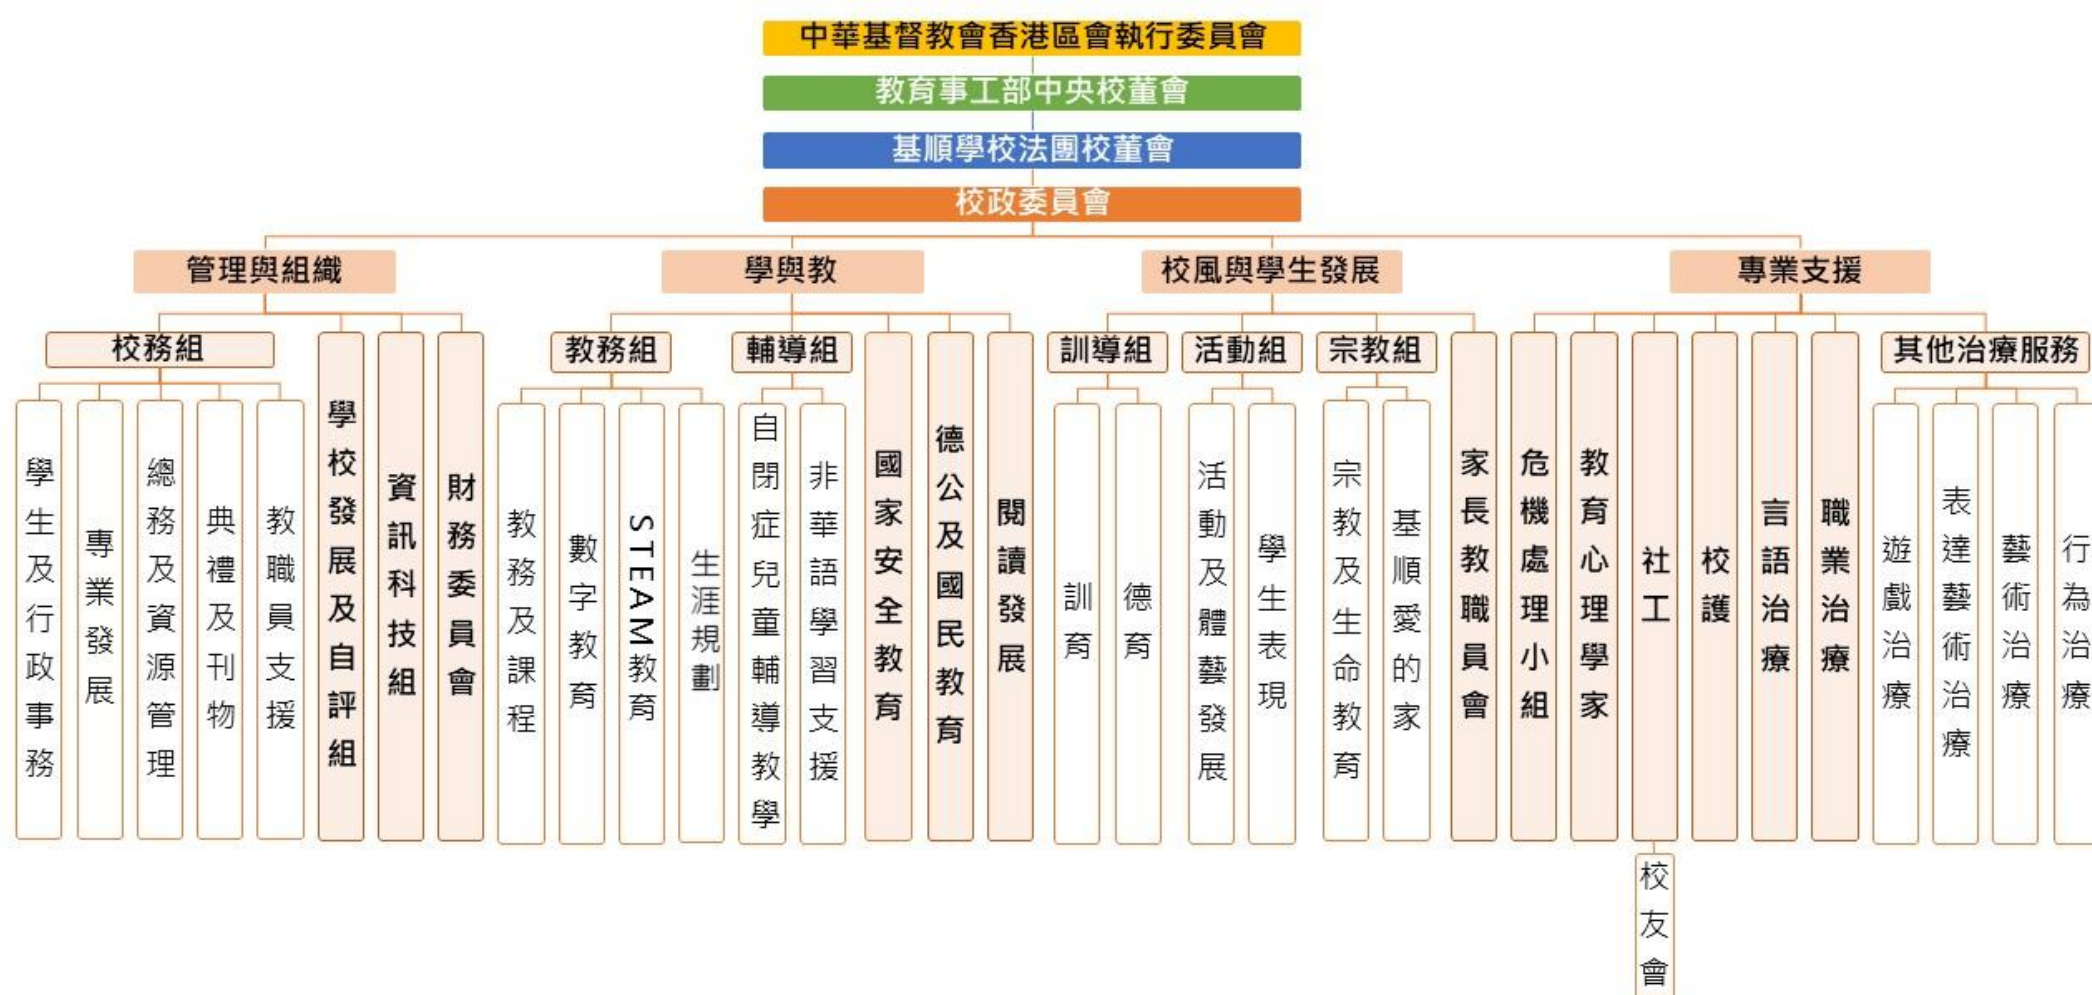 中華基督教會香港區會執行委員會
教育事工部中央校董會
基順學校法團校董會
校政委員會
管理與組織
學與教
校風與學生發展
專業支援
校務組
教務組
輔導組
訓導組
活動組
宗教組
其他治療服務
學生及行政事務
專業發展
總務及資源管理
典禮及刊物
教職員支援
學校發展及自評組
資訊科技組
財務委員會
教務及課程
數字教育
STEAM教育
生涯規劃
自閉症兒童輔導教學
非華語學習支援
國家安全教育
德公及國民教育
閱讀發展
訓育
德育
活動及體藝發展
學生表現
宗教及生命教育
基順愛的家
家長教職員會
危機處理小組
教育心理學家
社工
校護
言語治療
職業治療
遊戲治療
表達藝術治療
藝術治療
行為治療
校友會